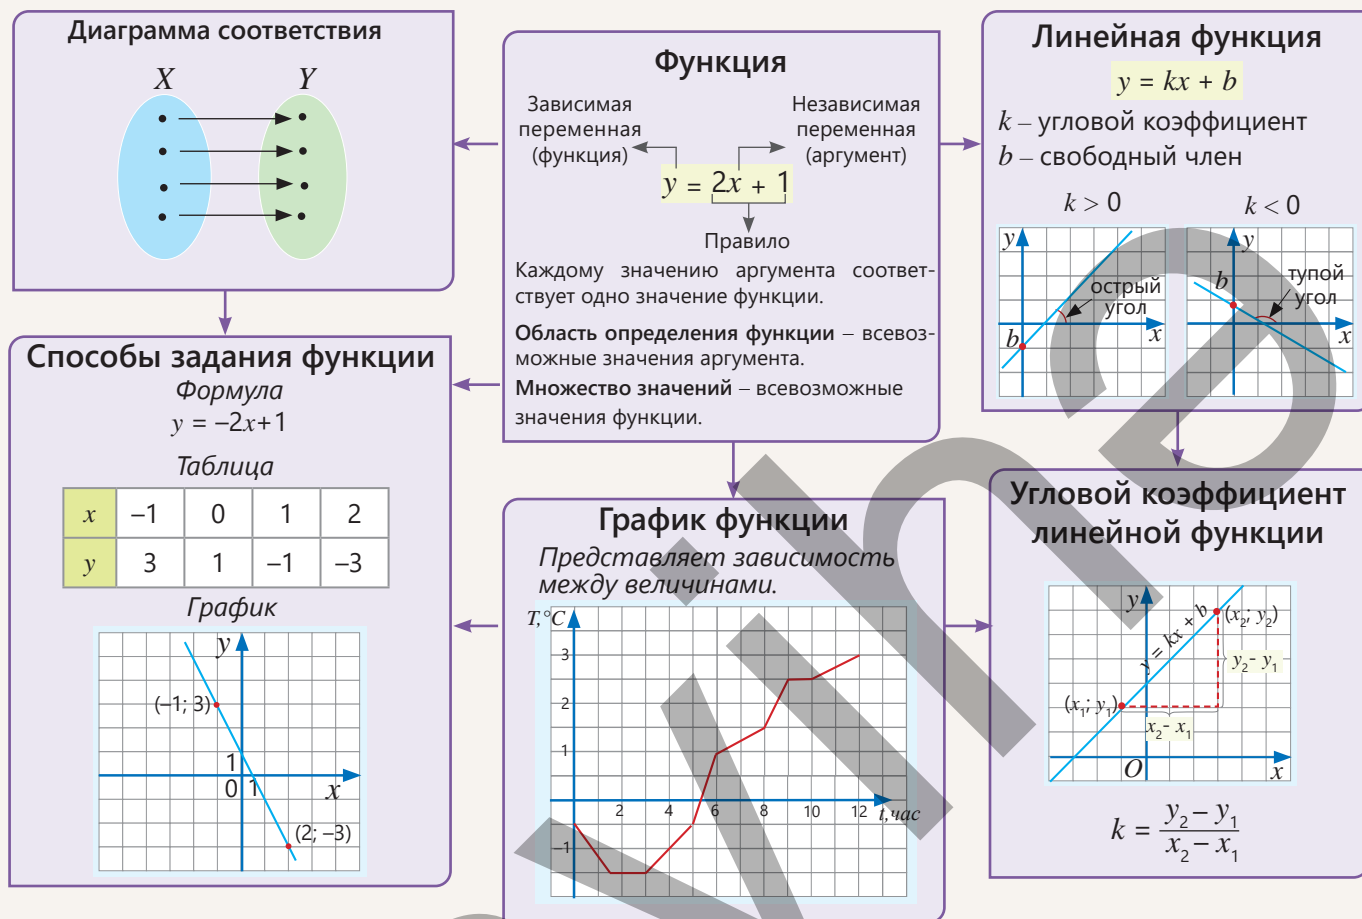 Диаграмма соответствия
X Y
Функция
Зависимая
переменная
(функция)
Независимая
переменная
(аргумент)
y = 2x + 1
Правило
Каждому значению аргумента соответ-
ствует одно значение функции.
Область определения функции – всевоз-
можные значения аргумента.
Множество значений – всевозможные
значения функции.
Линейная функция
y = kx + b
k – угловой коэффициент
b – свободный член
k > 0
y
острый
угол
b
x
k < 0
y
b
тупой
угол
x
Способы задания функции
Формула
y = –2x+1
Таблица
x –1 0 1 2
y 3 1 –1 –3
График
y
(–1; 3)
1
0 1 x
(2; –3)
График функции
Представляет зависимость
между величинами.
T,°C
3
2
1
2 4 6 8 10 12 t,час
–1
Угловой коэффициент
линейной функции
y
y = kx + b
(x₂; y₂)
y₂- y₁
(x₁; y₁)
x₂- x₁
O x
k = (y₂ – y₁)/(x₂ – x₁)